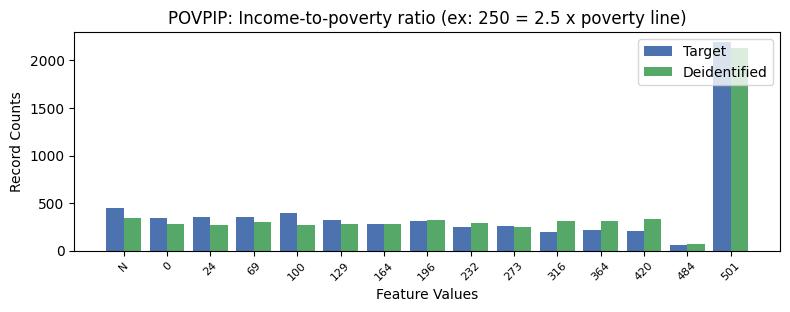 POVPIP: Income-to-poverty ratio (ex: 250 = 2.5 x poverty line)
Target
Deidentified
Record Counts
2000
1500
1000
500
0
N 0 24 69 100 129 164 196 232 273 316 364 420 484 501
Feature Values